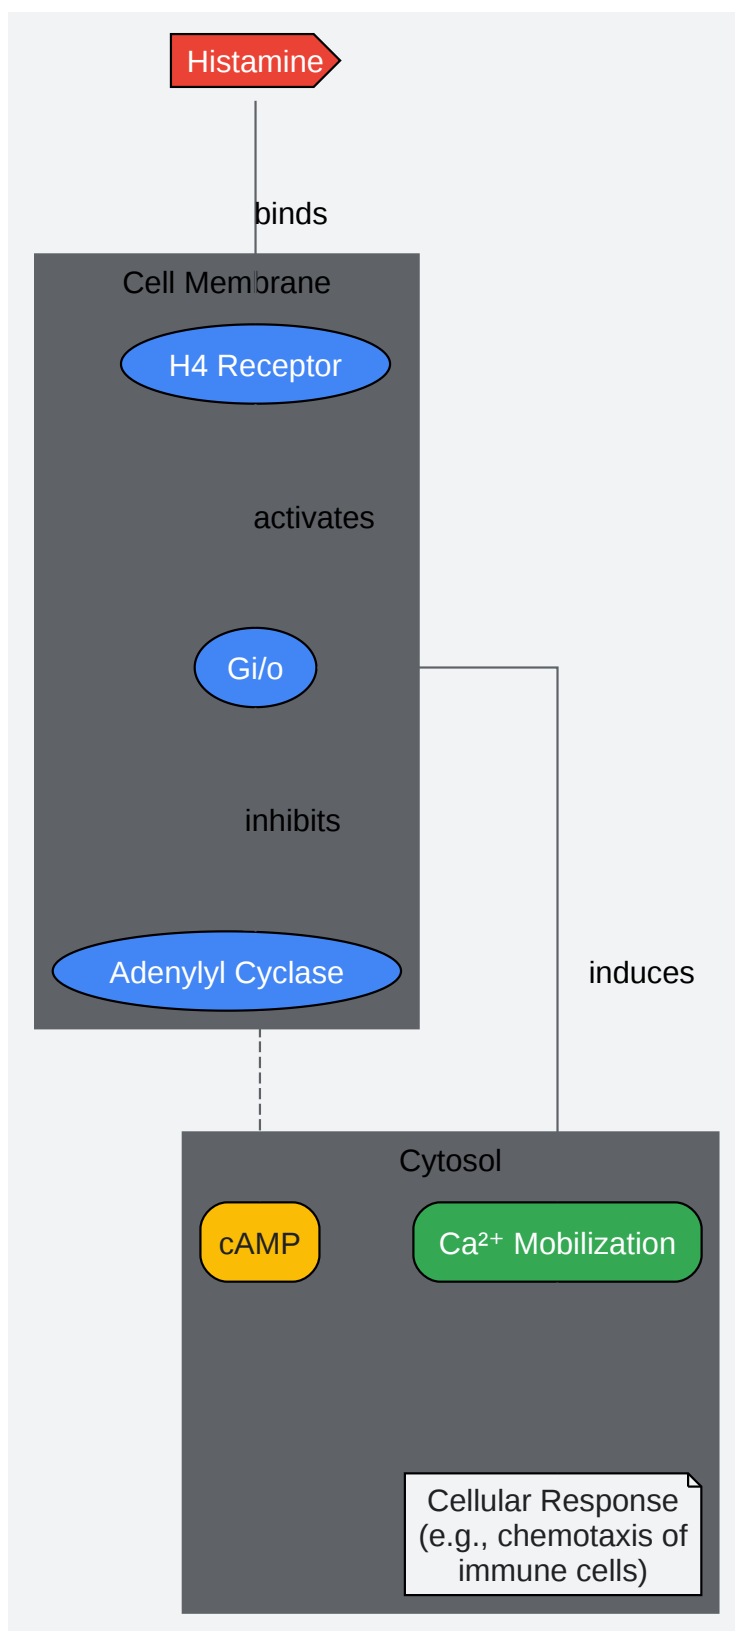 Histamine
binds
Cell Membrane
H4 Receptor
activates
Gi/o
inhibits
Adenylyl Cyclase
induces
Cytosol
cAMP
Ca²⁺ Mobilization
Cellular Response
(e.g., chemotaxis of
immune cells)